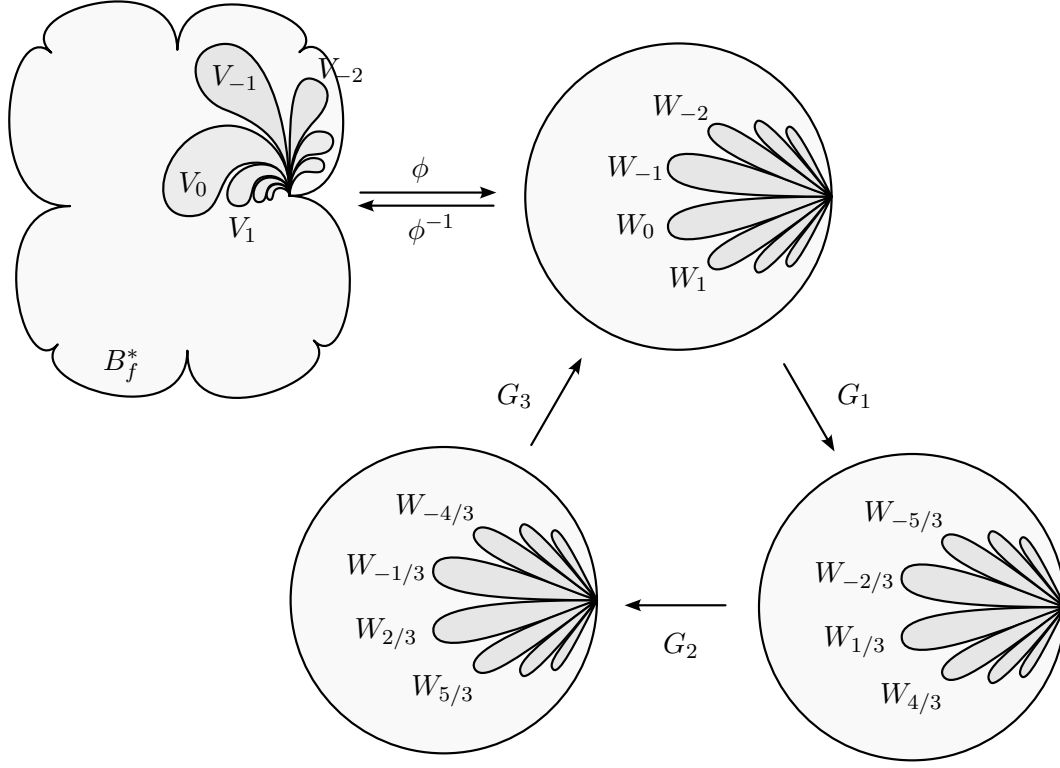 V_{-1}
V_{-2}
V_0
V_1
B_f^*
ϕ
ϕ^{-1}
W_{-2}
W_{-1}
W_0
W_1
G_3
G_1
W_{-4/3}
W_{-1/3}
W_{2/3}
W_{5/3}
G_2
W_{-5/3}
W_{-2/3}
W_{1/3}
W_{4/3}